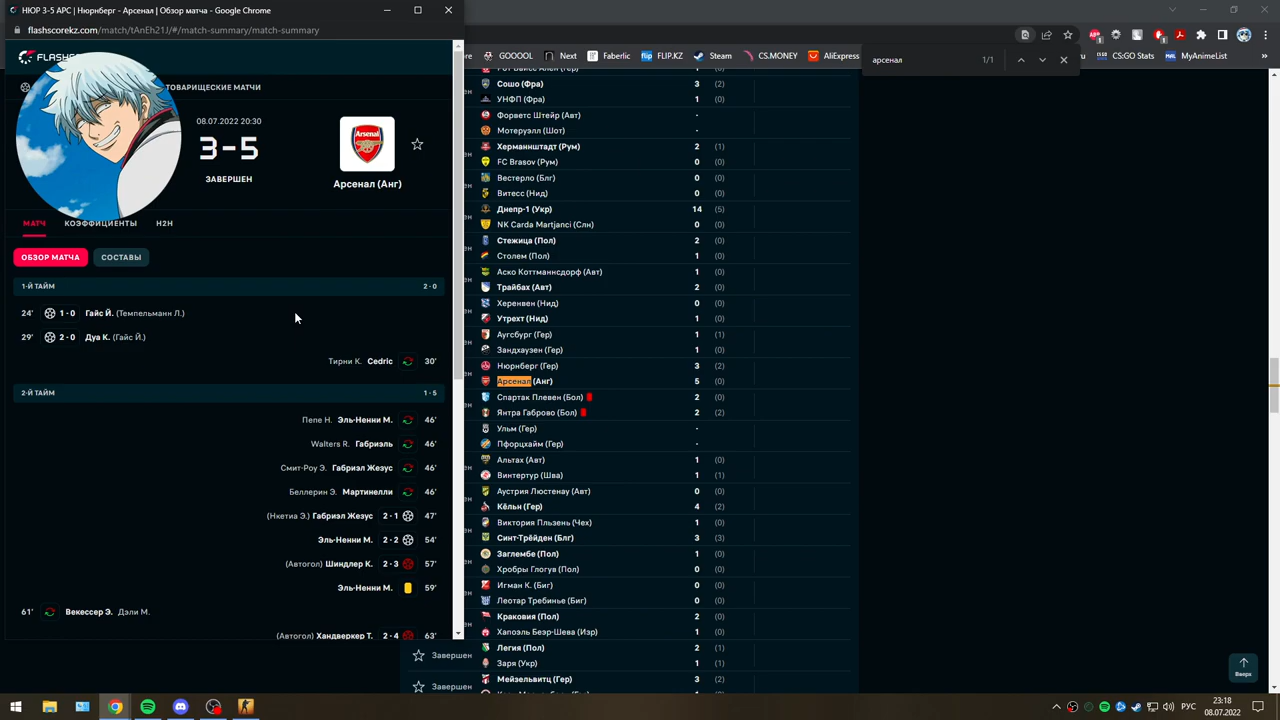 НЮР 3-5 АРС | Нюрнберг - Арсенал | Обзор матча - Google Chrome
flashscorekz.com/match/tAnEh21J/#/match-summary/match-summary
FLAS
ТОВАРИЩЕСКИЕ МАТЧИ
08.07.2022 20:30
3-5
ЗАВЕРШЕН
Arsenal
Арсенал (Анг)
МАТЧ КОЭФФИЦИЕНТЫ H2H
ОБЗОР МАТЧА СОСТАВЫ
1-Й ТАЙМ 2 - 0
24' 1 - 0 Гайс Й. (Темпельманн Л.)
29' 2 - 0 Дуа К. (Гайс Й.)
Тирни К. Cedric 30'
2-Й ТАЙМ 1 - 5
Пепе Н. Эль-Ненни М. 46'
Walters R. Габриэль 46'
Смит-Роу Э. Габриэл Жезус 46'
Беллерин Э. Мартинелли 46'
(Нкетиа Э.) Габриэл Жезус 2 - 1 47'
Эль-Ненни М. 2 - 2 54'
(Автогол) Шиндлер К. 2 - 3 57'
Эль-Ненни М. 59'
61' Векессер Э. Дэли М.
(Автогол) Хандверкер Т. 2 - 4 63'
GOOOOL Next Faberlic FLIP.KZ Steam CS.MONEY CS.MONEY AliExpress
CSGO Stats MyAnimeList
арсенал 1/1
Сошо (Фра) 3 (2)
УНФП (Фра) 1 (0)
Форветс Штейр (Авт) -
Мотеруэлл (Шот) -
Херманнштадт (Рум) 2 (1)
FC Brasov (Рум) 0 (0)
Вестерло (Блг) 0 (0)
Витесс (Нид) 0 (0)
Днепр-1 (Укр) 14 (5)
NK Carda Martjanci (Слн) 0 (0)
Стежица (Пол) 2 (0)
Столем (Пол) 1 (0)
Аско Коттманнсдорф (Авт) 1 (0)
Трайбах (Авт) 2 (0)
Херенвен (Нид) 0 (0)
Утрехт (Нид) 1 (0)
Аугсбург (Гер) 1 (1)
Зандхаузен (Гер) 1 (0)
Нюрнберг (Гер) 3 (2)
Арсенал (Анг) 5 (0)
Спартак Плевен (Бол) 2 (0)
Янтра Габрово (Бол) 2 (2)
Ульм (Гер) -
Пфорцхайм (Гер) -
Альтах (Авт) 1 (0)
Винтертур (Шва) 1 (1)
Аустрия Люстенау (Авт) 0 (0)
Кёльн (Гер) 4 (2)
Виктория Пльзень (Чех) 1 (0)
Синт-Трёйден (Блг) 3 (3)
Заглембе (Пол) 1 (0)
Хробры Глогув (Пол) 0 (0)
Игман К. (Биг) 0 (0)
Леотар Требинье (Биг) 0 (0)
Краковия (Пол) 2 (0)
Хапоэль Беэр-Шева (Изр) 1 (0)
Завершен Легия (Пол) 2 (1)
Заря (Укр) 1 (1)
Завершен Мейзельвитц (Гер) 3 (2)
Вверх
РУС
23:18
08.07.2022